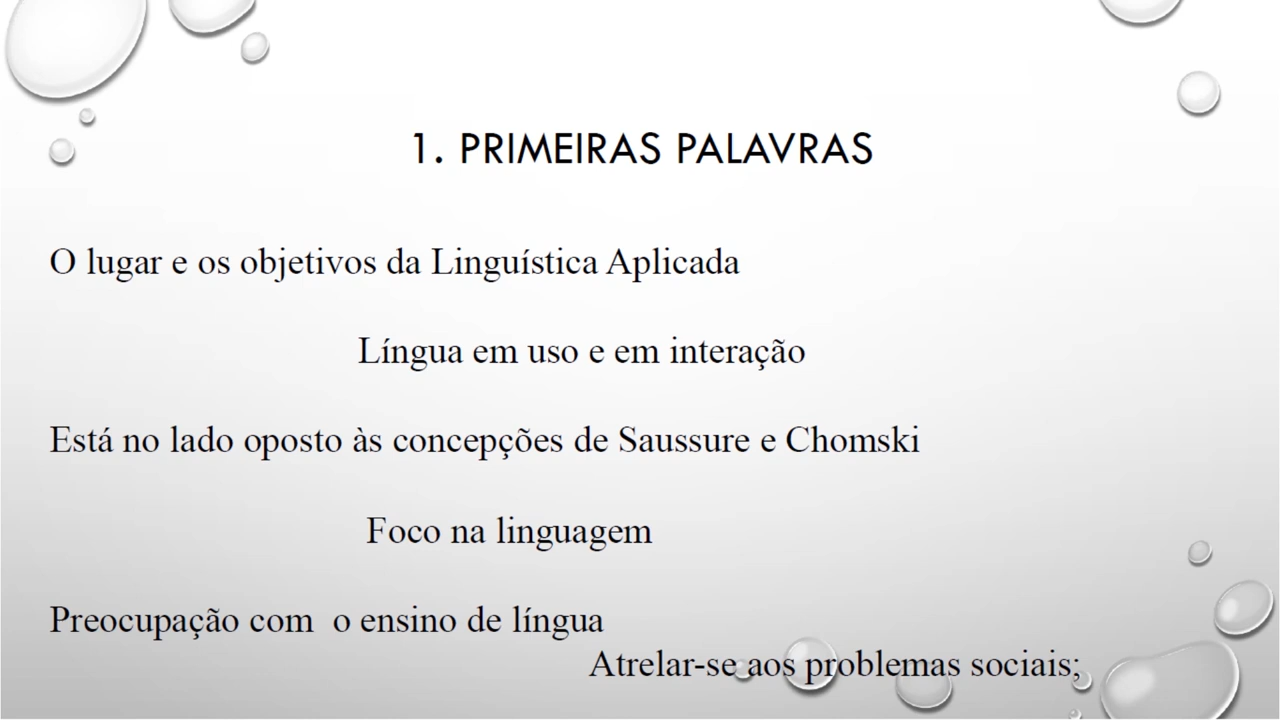 1. PRIMEIRAS PALAVRAS
O lugar e os objetivos da Linguística Aplicada
Língua em uso e em interação
Está no lado oposto às concepções de Saussure e Chomski
Foco na linguagem
Preocupação com o ensino de língua
Atrelar-se aos problemas sociais;